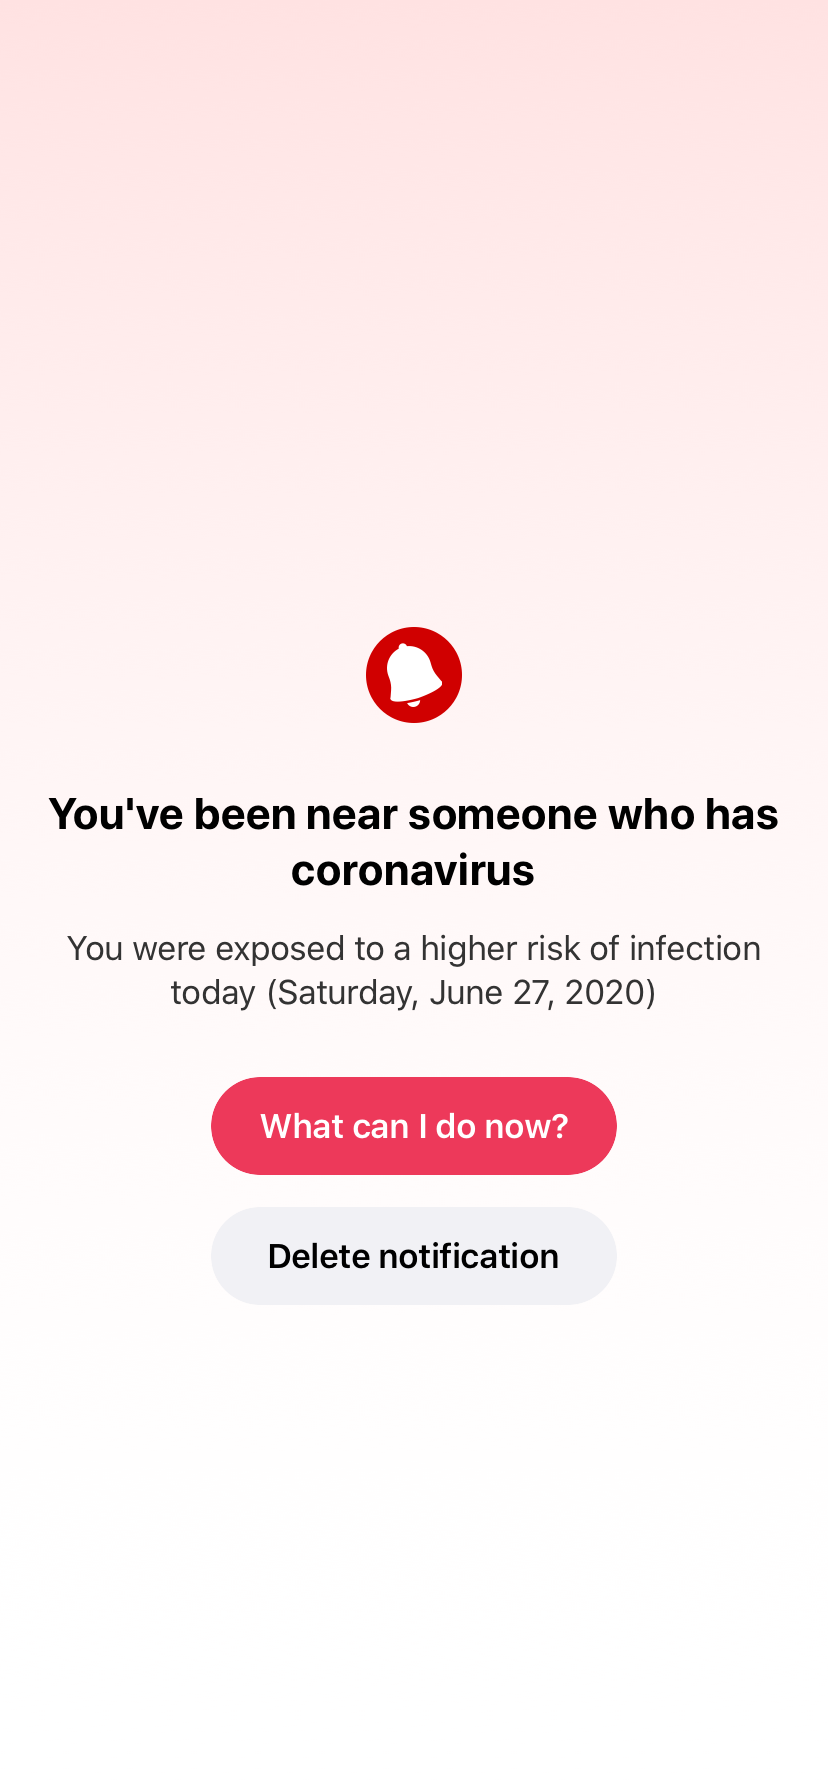 You've been near someone who has
coronavirus
You were exposed to a higher risk of infection
today (Saturday, June 27, 2020)
What can I do now?
Delete notification